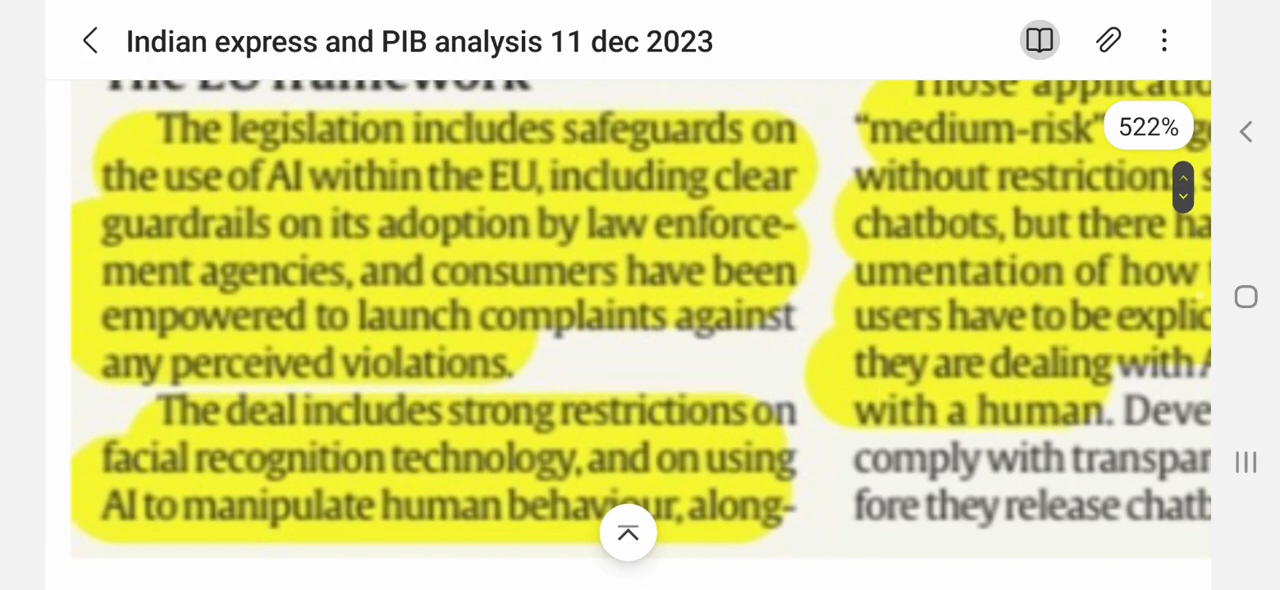 Indian express and PIB analysis 11 dec 2023
522%
The EU framework
The legislation includes safeguards on
the use of AI within the EU, including clear
guardrails on its adoption by law enforce-
ment agencies, and consumers have been
empowered to launch complaints against
any perceived violations.
The deal includes strong restrictions on
facial recognition technology, and on using
AI to manipulate human behaviour, along-
Those
"medium-risk"
without restriction
chatbots, but there
umentation of how
users have to be
they are dealing with
with a human.
comply with
fore they release